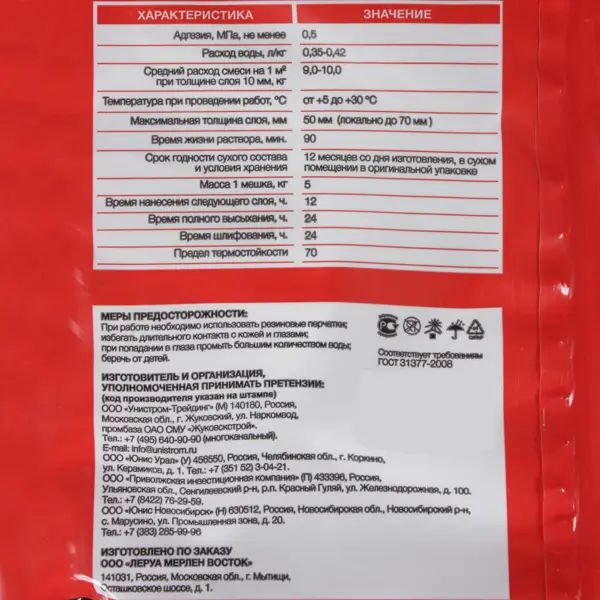 ХАРАКТЕРИСТИКА ЗНАЧЕНИЕ
Адгезия, МПа, не менее 0,5
Расход воды, л/кг 0,35-0,42
Средний расход смеси на 1 м² при толщине слоя 10 мм, кг 9,0-10,0
Температура при проведении работ, °С от +5 до +30 °С
Максимальная толщина слоя, мм 50 мм (локально до 70 мм)
Время жизни раствора, мин. 90
Срок годности сухого состава и условия хранения 12 месяцев со дня изготовления, в сухом помещении в оригинальной упаковке
Масса 1 мешка, кг 5
Время нанесения следующего слоя, ч. 12
Время полного высыхания, ч. 24
Время шлифования, ч. 24
Предел термостойкости 70
МЕРЫ ПРЕДОСТОРОЖНОСТИ:
При работе необходимо использовать резиновые перчатки;
избегать длительного контакта с кожей и глазами;
при попадании в глаза промыть большим количеством воды;
беречь от детей.
Соответствует требованиям
ГОСТ 31377-2008
ИЗГОТОВИТЕЛЬ И ОРГАНИЗАЦИЯ,
УПОЛНОМОЧЕННАЯ ПРИНИМАТЬ ПРЕТЕНЗИИ:
(код производителя указан на штампе)
ООО «Унистром-Трейдинг» (М) 140180, Россия,
Московская обл., г. Жуковский, ул. Наркомвод,
промбаза ОАО СМУ «Жуковскстрой».
Тел.: +7 (495) 640-90-90 (многоканальный).
E-mail: info@unistrom.ru
ООО «Юнис Урал» (У) 456550, Россия, Челябинская обл., г. Коркино,
ул. Керамиков, д. 1. Тел.: +7 (351 52) 3-04-21.
ООО «Приволжская инвестиционная компания» (П) 433396, Россия,
Ульяновская обл., Сенгилеевский р-н, р.п. Красный Гуляй, ул. Железнодорожная, д. 100.
Тел.: +7 (8422) 76-29-59.
ООО «Юнис Новосибирск» (Н) 630512, Россия, Новосибирская обл., Новосибирский р-н,
с. Марусино, ул. Промышленная зона, д. 20.
Тел.: +7 (383) 285-99-96
ИЗГОТОВЛЕНО ПО ЗАКАЗУ
ООО «ЛЕРУА МЕРЛЕН ВОСТОК»
141031, Россия, Московская обл., г. Мытищи,
Осташковское шоссе, д. 1.